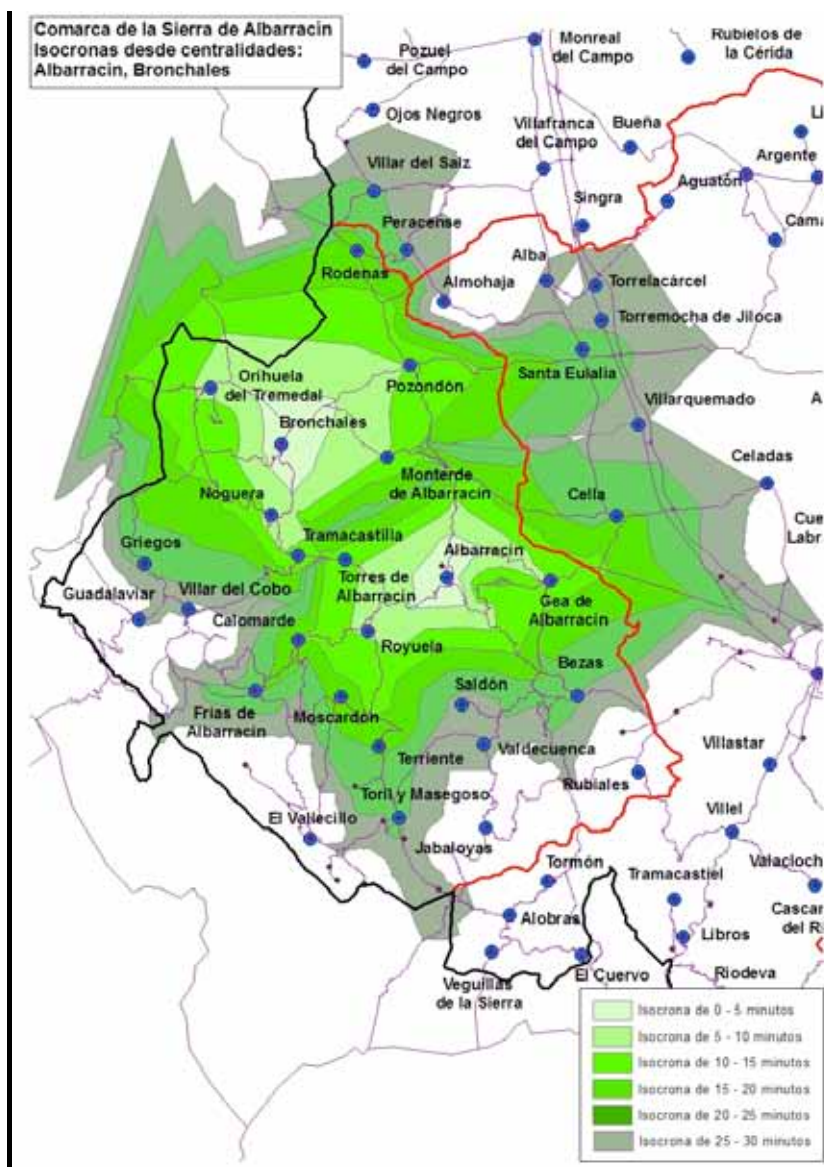 Comarca de la Sierra de Albarracin
Isocronas desde centralidades:
Albarracin, Bronchales
Pozuel
del Campo
Monreal
del Campo
Rubielos de
la Cérida
Ojos Negros
Villafranca
del Campo
Bueña
Argente
Villar del Salz
Aguatón
Singra
Peracense
Rodenas
Alba
Almohaja
Torrelacárcel
Torremocha de Jiloca
Santa Eulalia
Orihuela
del Tremedal
Pozondón
Bronchales
Villarquemado
Celadas
Monterde
de Albarracín
Noguera
Cella
Tramacastilla
Albarracín
Griegos
Torres de
Albarracín
Guadalaviar
Villar del Cobo
Gea de
Albarracín
Calomarde
Royuela
Bezas
Saldón
Frías de
Albarracín
Moscardón
Terriente
Valdecuenca
Villastar
Rubiales
Toril y Masegoso
El Vallecillo
Jabaloyas
Villel
Tormón
Tramacastiel
Alobras
Libros
Veguillas
de la Sierra
El Cuervo
Riodeva
Isocrona de 0 - 5 minutos
Isocrona de 5 - 10 minutos
Isocrona de 10 - 15 minutos
Isocrona de 15 - 20 minutos
Isocrona de 20 - 25 minutos
Isocrona de 25 - 30 minutos